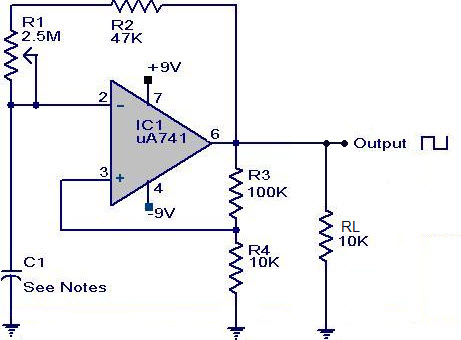 R1
2.5M
R2
47K
+9V
2
-
7
IC1
uA741
6
Output
3
+
4
-9V
R3
100K
RL
10K
R4
10K
C1
See Notes